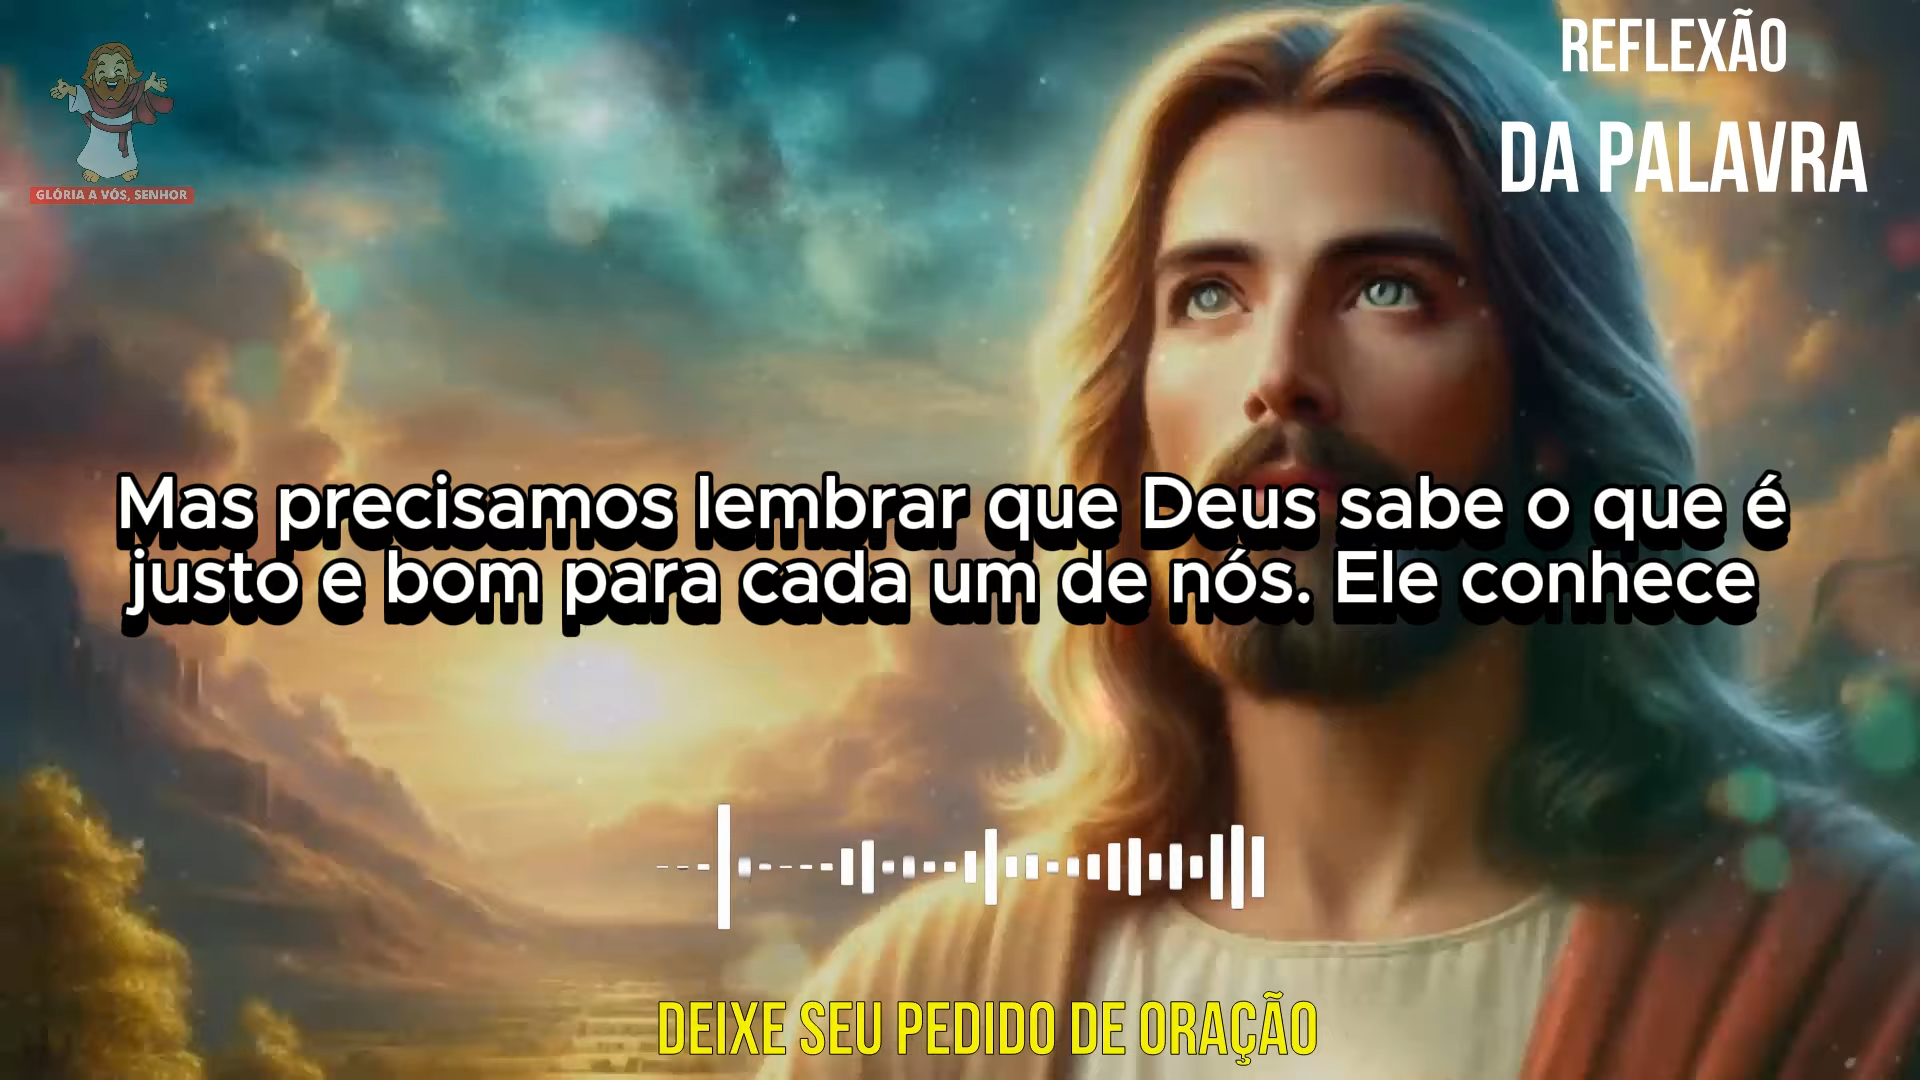 REFLEXÃO
DA PALAVRA
GLÓRIA A VÓS, SENHOR
Mas precisamos lembrar que Deus sabe o que é
justo e bom para cada um de nós. Ele conhece
DEIXE SEU PEDIDO DE ORAÇÃO